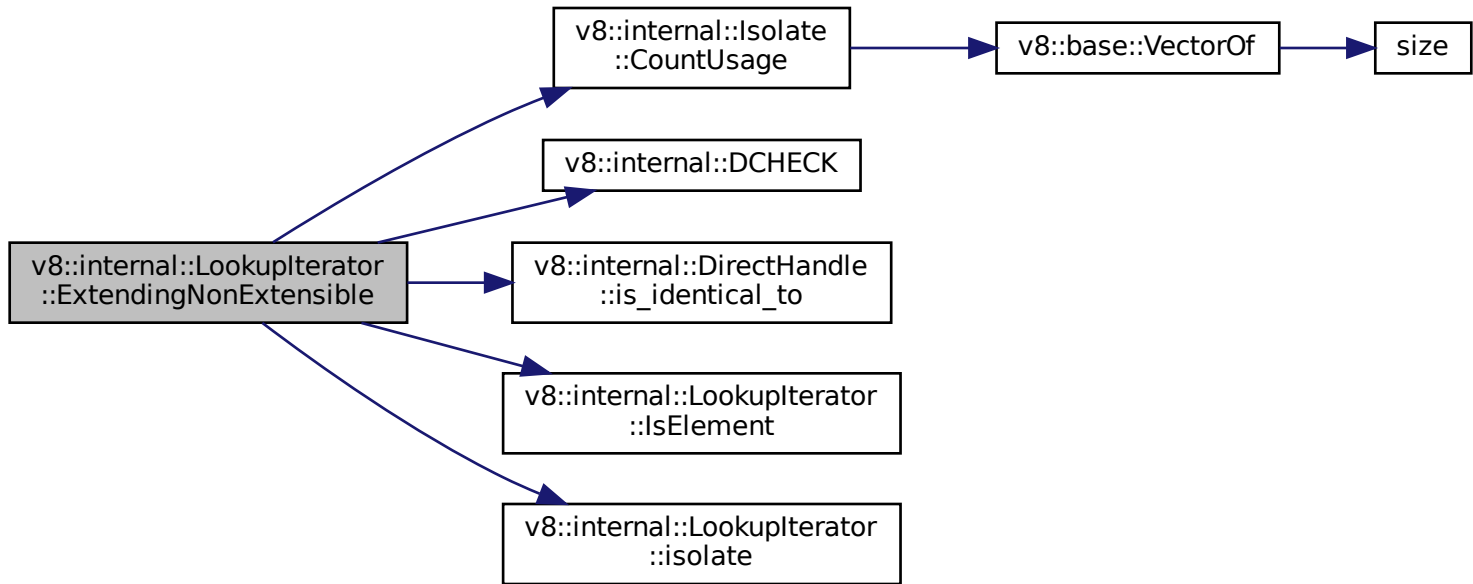 v8::internal::LookupIterator
::ExtendingNonExtensible
v8::internal::Isolate
::CountUsage
v8::base::VectorOf
size
v8::internal::DCHECK
v8::internal::DirectHandle
::is_identical_to
v8::internal::LookupIterator
::IsElement
v8::internal::LookupIterator
::isolate